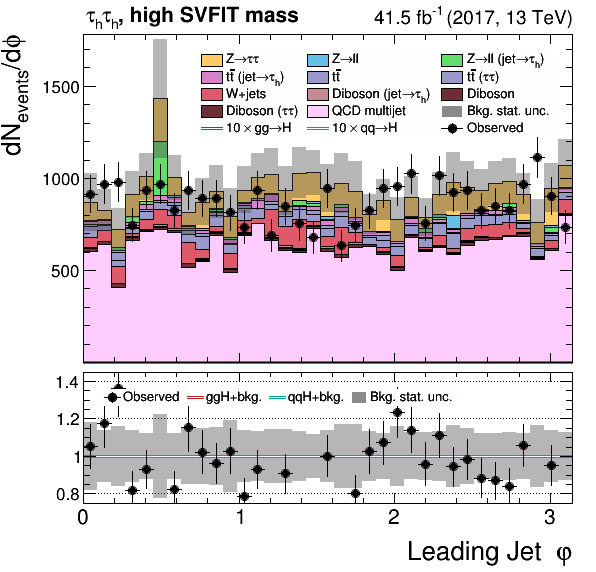 τhτh, high SVFIT mass 41.5 fb-1 (2017, 13 TeV)
dNevents/dϕ
Z→ττ Z→ll Z→ll (jet→τh)
tt̄ (jet→τh) tt̄ tt̄ (ττ)
W+jets Diboson (jet→τh) Diboson
Diboson (ττ) QCD multijet Bkg. stat. unc.
10 × gg→H 10 × qq→H Observed
1500
1000
500
1.4
Observed ggH+bkg. qqH+bkg. Bkg. stat. unc.
1.2
1.0
0.8
0 1 2 3
Leading Jet φ